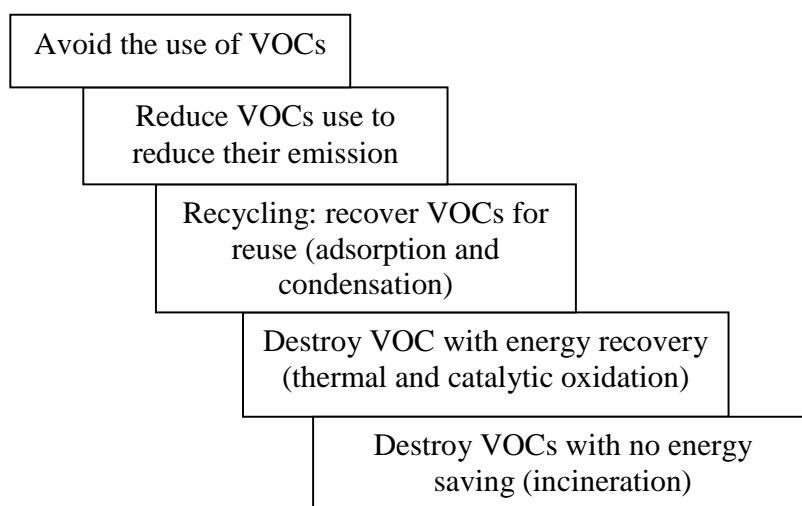 Avoid the use of VOCs
Reduce VOCs use to
reduce their emission
Recycling: recover VOCs for
reuse (adsorption and
condensation)
Destroy VOC with energy recovery
(thermal and catalytic oxidation)
Destroy VOCs with no energy
saving (incineration)